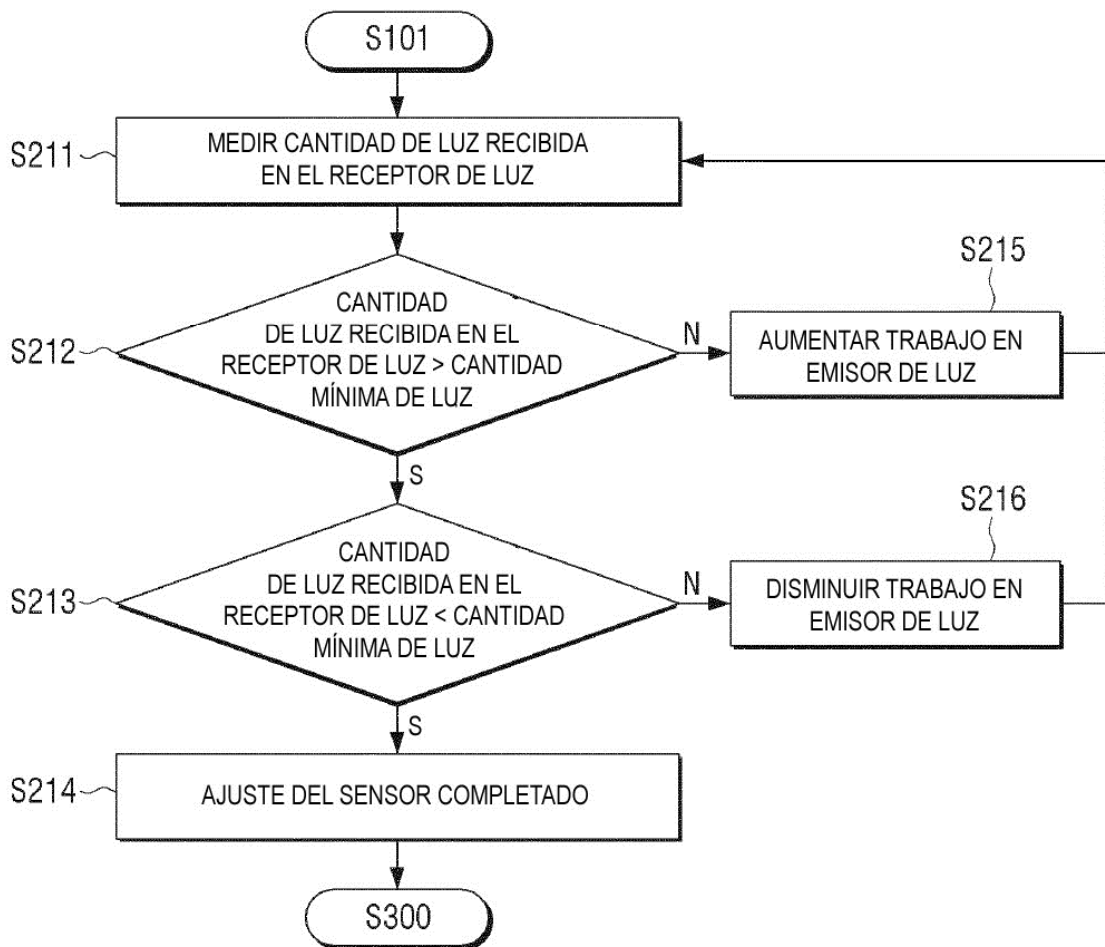 S101
S211
MEDIR CANTIDAD DE LUZ RECIBIDA
EN EL RECEPTOR DE LUZ
S212
CANTIDAD
DE LUZ RECIBIDA EN EL
RECEPTOR DE LUZ > CANTIDAD
MÍNIMA DE LUZ
N
S215
AUMENTAR TRABAJO EN
EMISOR DE LUZ
S
S213
CANTIDAD
DE LUZ RECIBIDA EN EL
RECEPTOR DE LUZ < CANTIDAD
MÍNIMA DE LUZ
N
S216
DISMINUIR TRABAJO EN
EMISOR DE LUZ
S
S214
AJUSTE DEL SENSOR COMPLETADO
S300